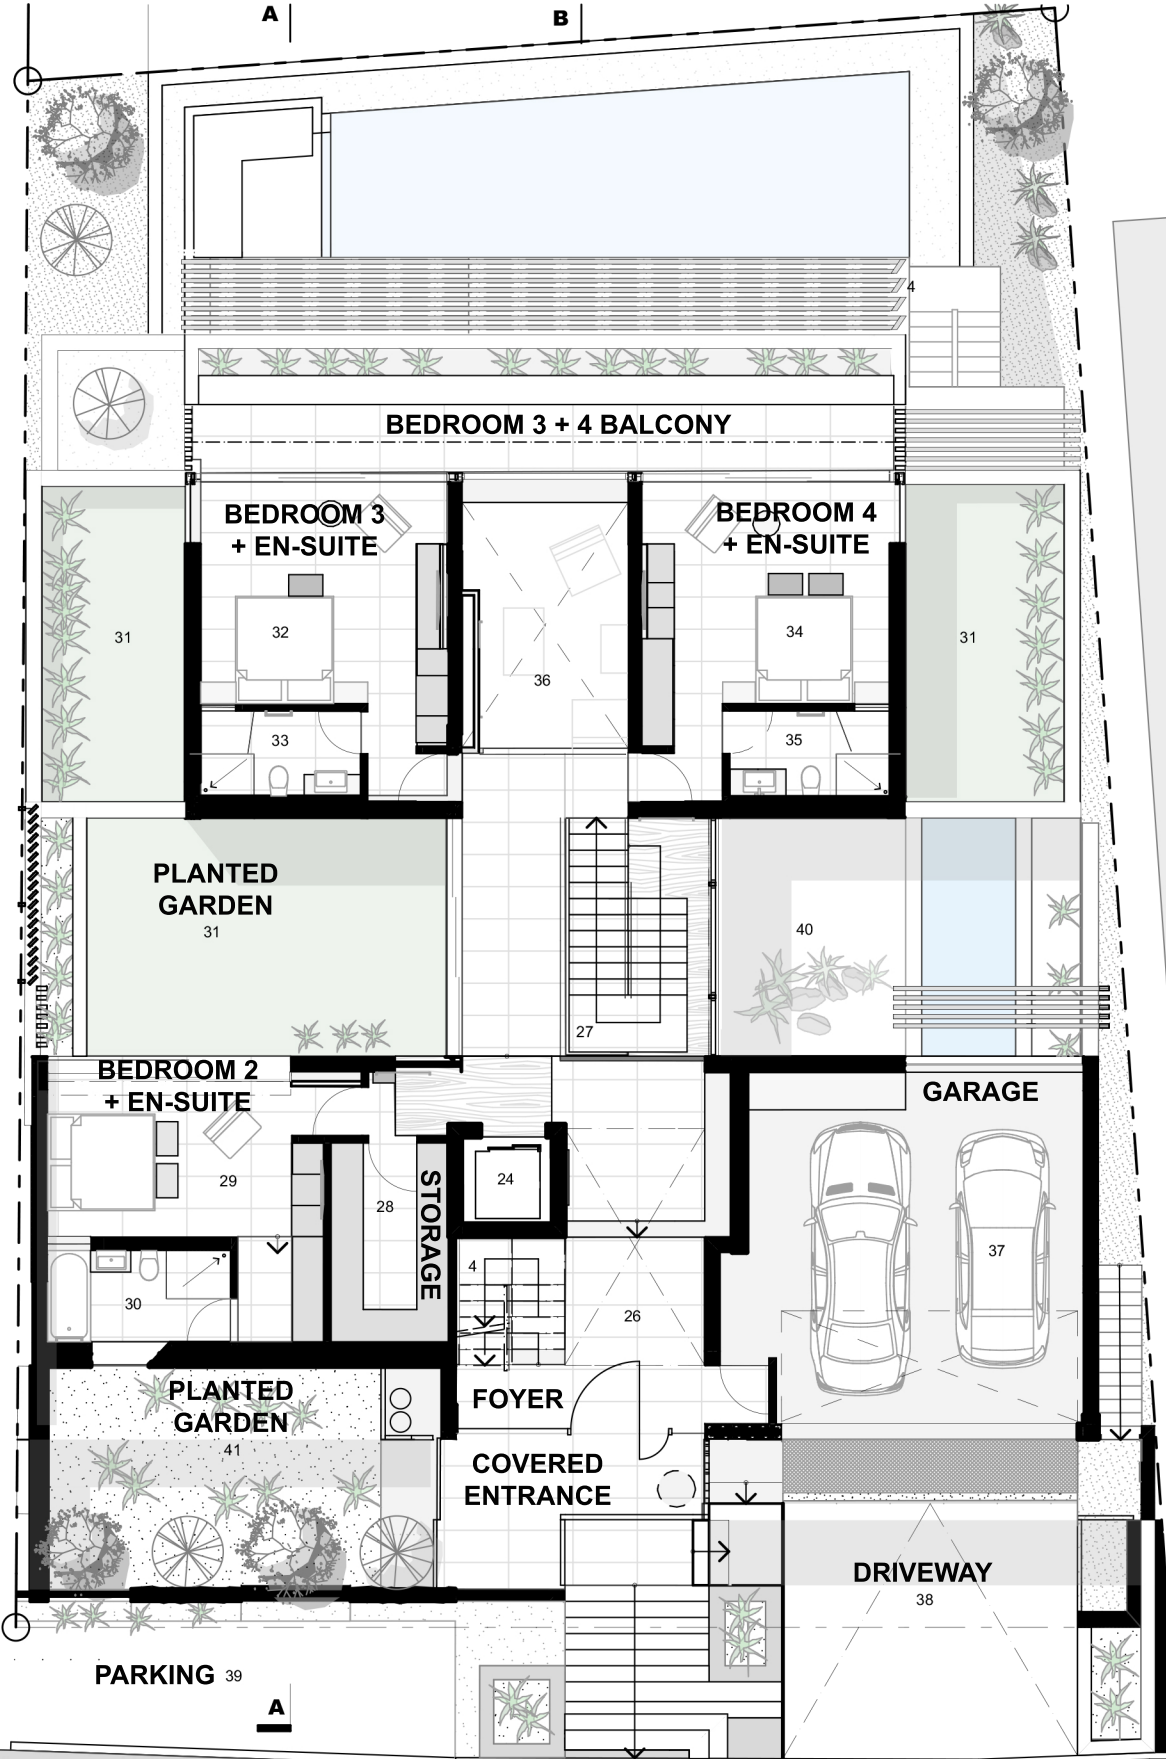 A
B
4
BEDROOM 3 + 4 BALCONY
BEDROOM 3
+ EN-SUITE
BEDROOM 4
+ EN-SUITE
31
32
36
34
31
33
35
PLANTED
GARDEN
31
40
27
BEDROOM 2
+ EN-SUITE
GARAGE
29
28
STORAGE
24
37
4
30
26
PLANTED
GARDEN
41
FOYER
COVERED
ENTRANCE
DRIVEWAY
38
PARKING 39
A